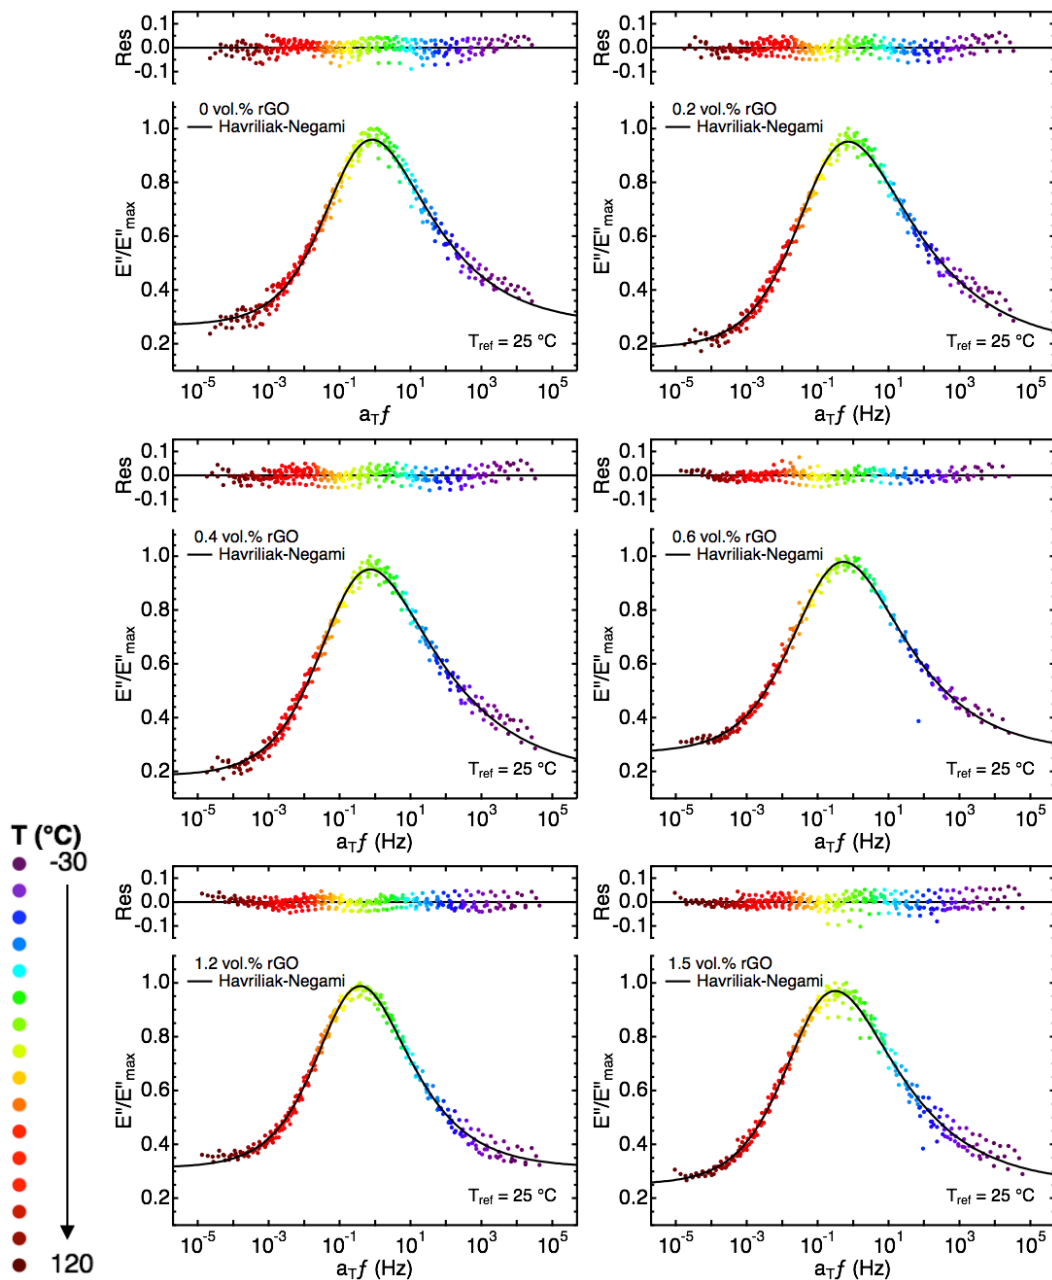 Res
0.1
0.0
-0.1
0 vol.% rGO
Havriliak-Negami
E"/E"max
1.0
0.8
0.6
0.4
0.2
Tref = 25 °C
10-5 10-3 10-1 101 103 105
aTf
Res
0.1
0.0
-0.1
0.2 vol.% rGO
Havriliak-Negami
E"/E"max
1.0
0.8
0.6
0.4
0.2
Tref = 25 °C
10-5 10-3 10-1 101 103 105
aTf (Hz)
Res
0.1
0.0
-0.1
0.4 vol.% rGO
Havriliak-Negami
E"/E"max
1.0
0.8
0.6
0.4
0.2
Tref = 25 °C
10-5 10-3 10-1 101 103 105
aTf (Hz)
Res
0.1
0.0
-0.1
0.6 vol.% rGO
Havriliak-Negami
E"/E"max
1.0
0.8
0.6
0.4
0.2
Tref = 25 °C
10-5 10-3 10-1 101 103 105
aTf (Hz)
T (°C)
-30
120
Res
0.1
0.0
-0.1
1.2 vol.% rGO
Havriliak-Negami
E"/E"max
1.0
0.8
0.6
0.4
0.2
Tref = 25 °C
10-5 10-3 10-1 101 103 105
aTf (Hz)
Res
0.1
0.0
-0.1
1.5 vol.% rGO
Havriliak-Negami
E"/E"max
1.0
0.8
0.6
0.4
0.2
Tref = 25 °C
10-5 10-3 10-1 101 103 105
aTf (Hz)